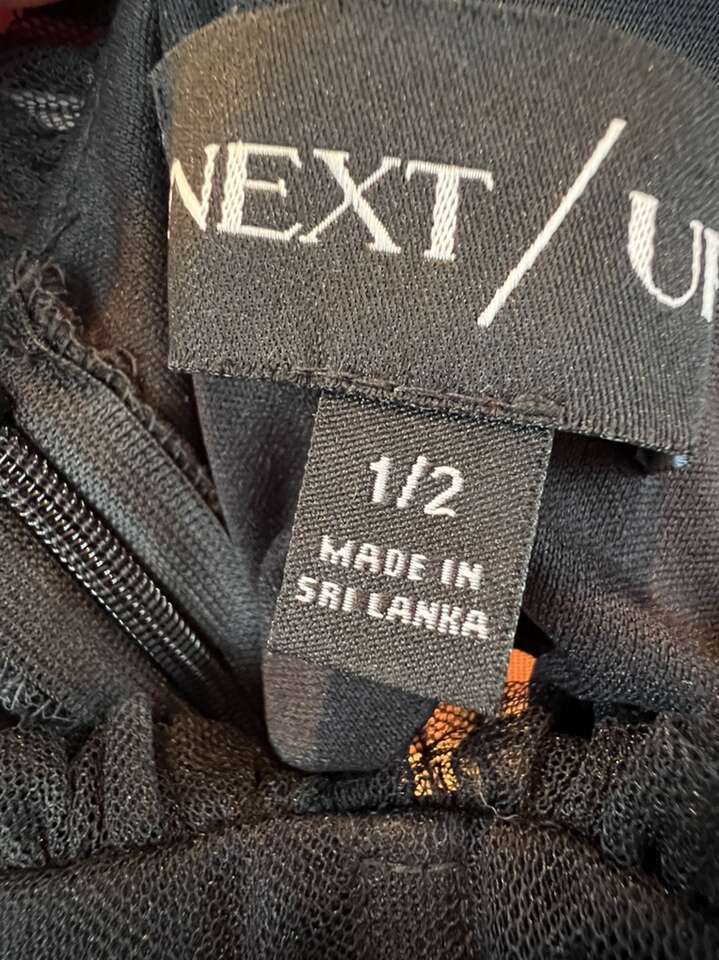 NEXT/
1/2
MADE IN
SRI LANKA